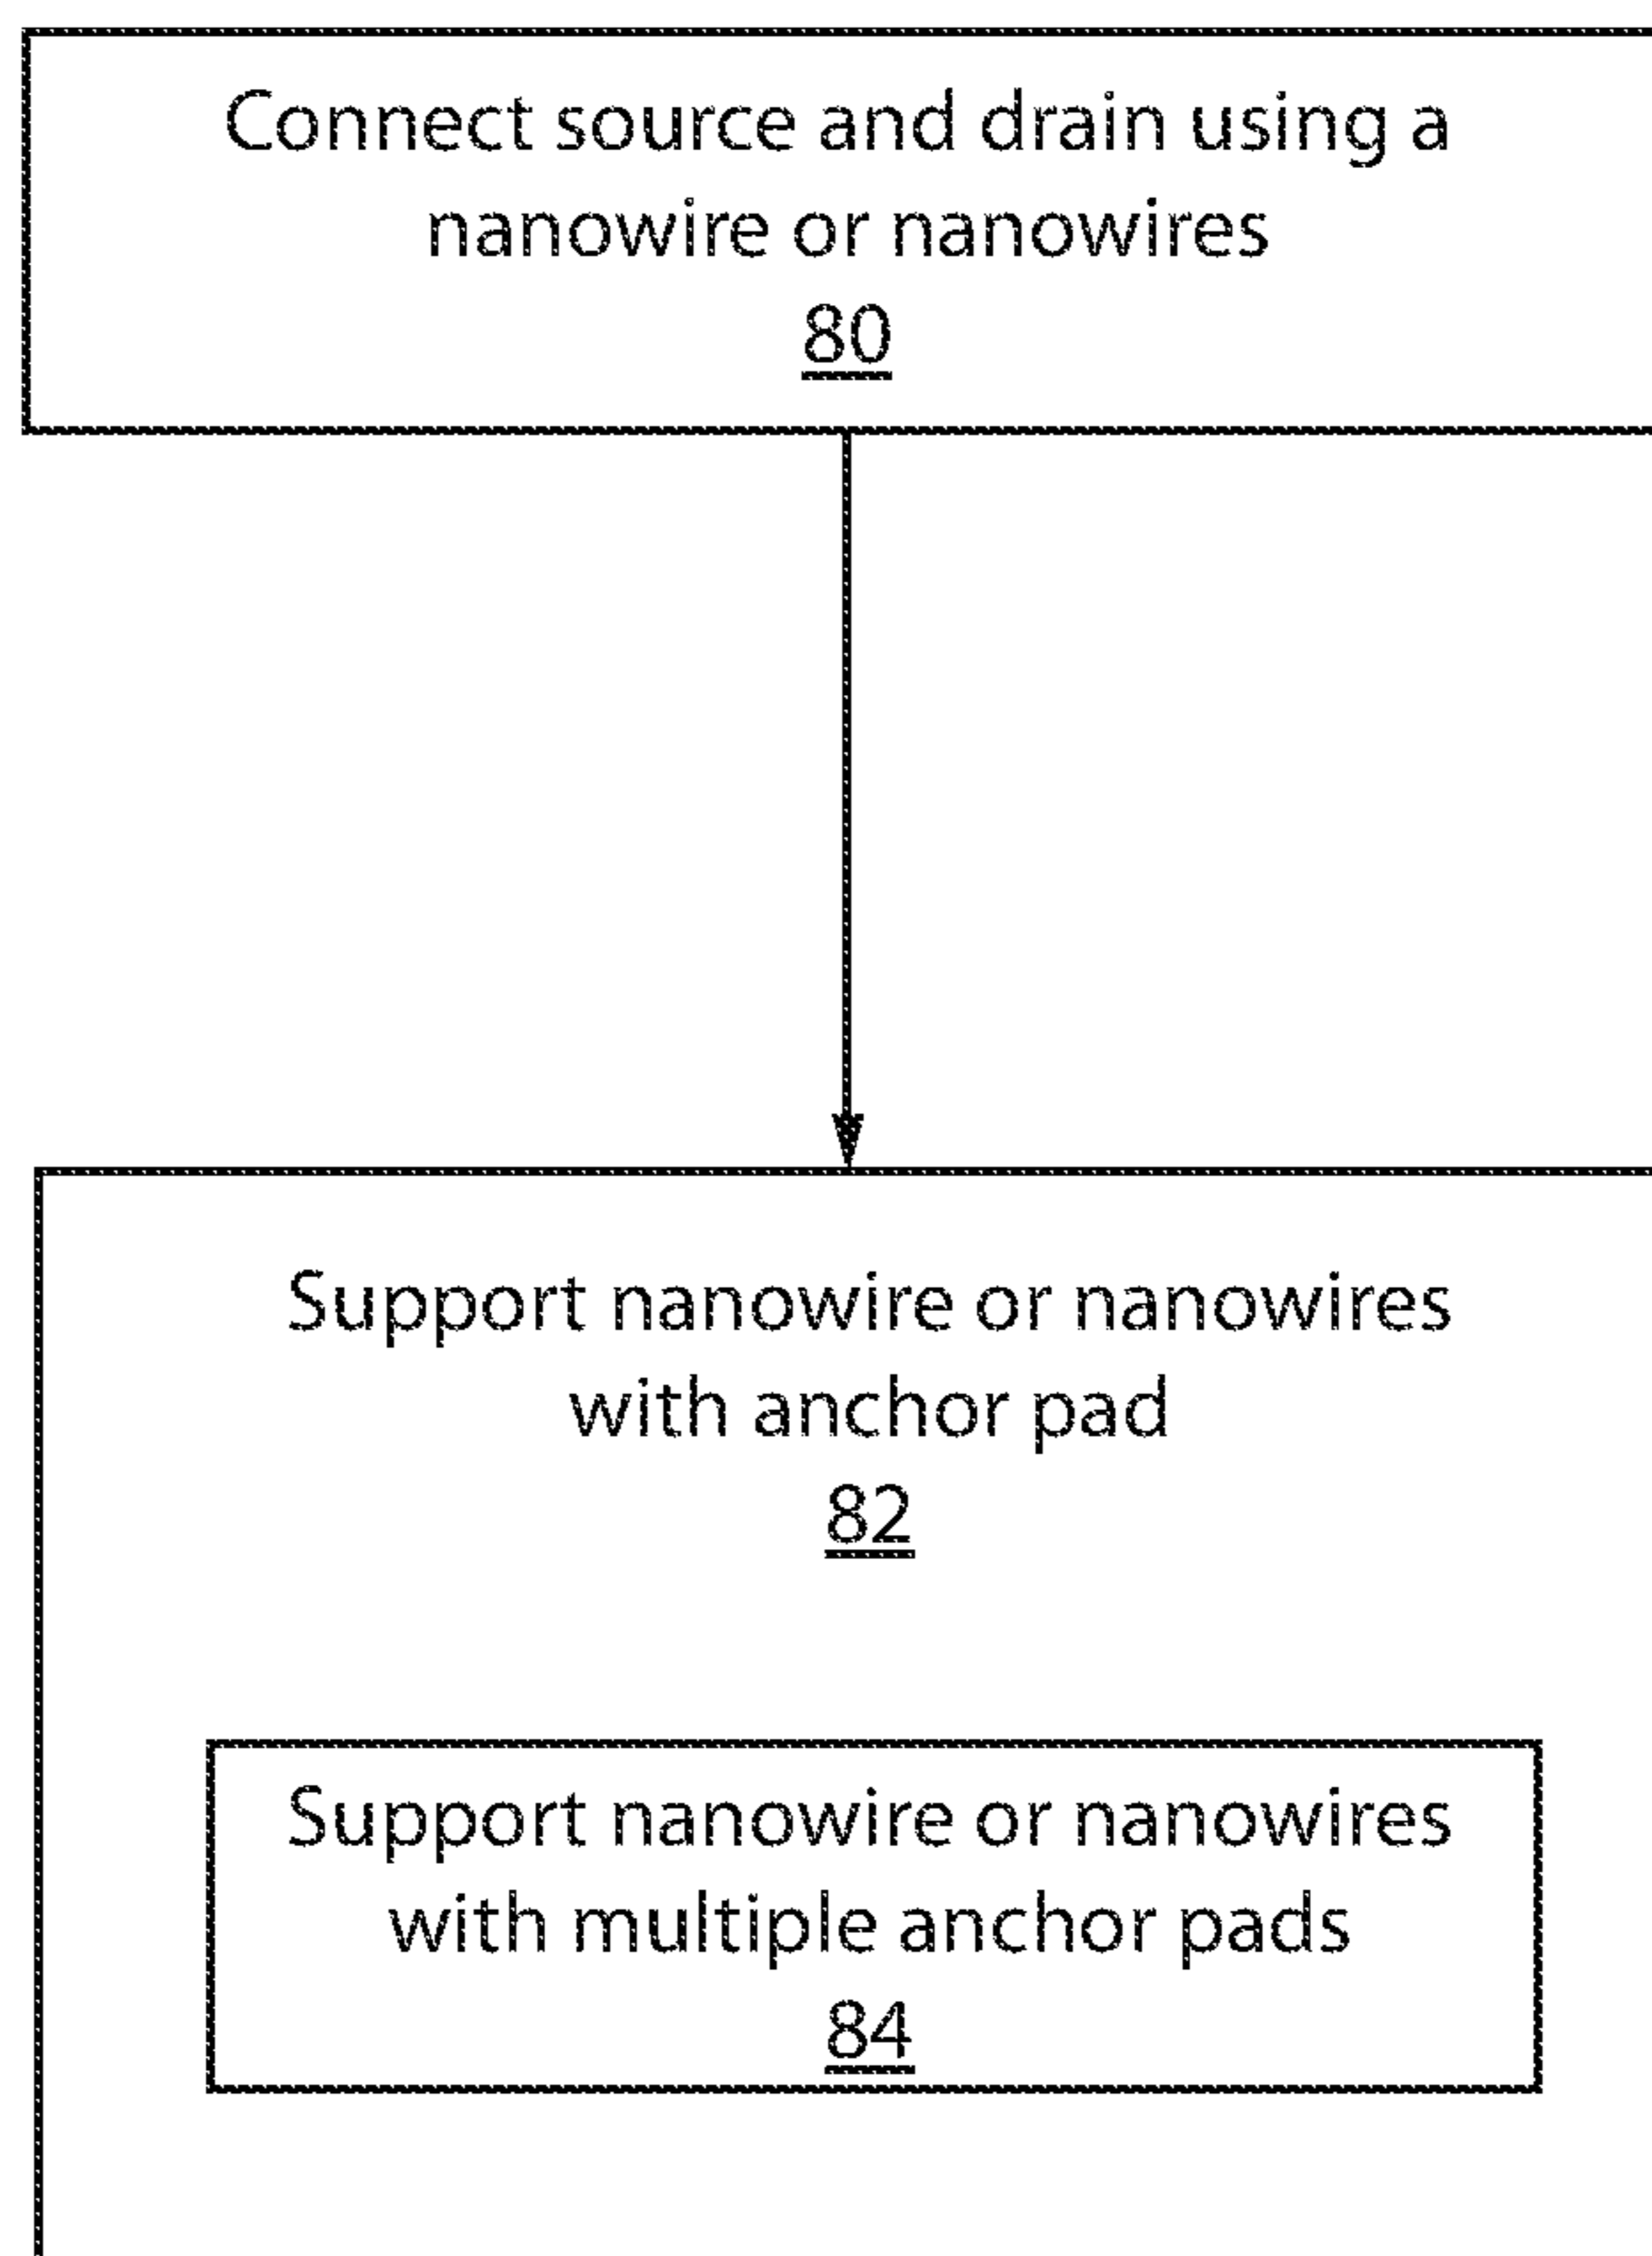 Connect source and drain using a
nanowire or nanowires
80
Support nanowire or nanowires
with anchor pad
82
Support nanowire or nanowires
with multiple anchor pads
84